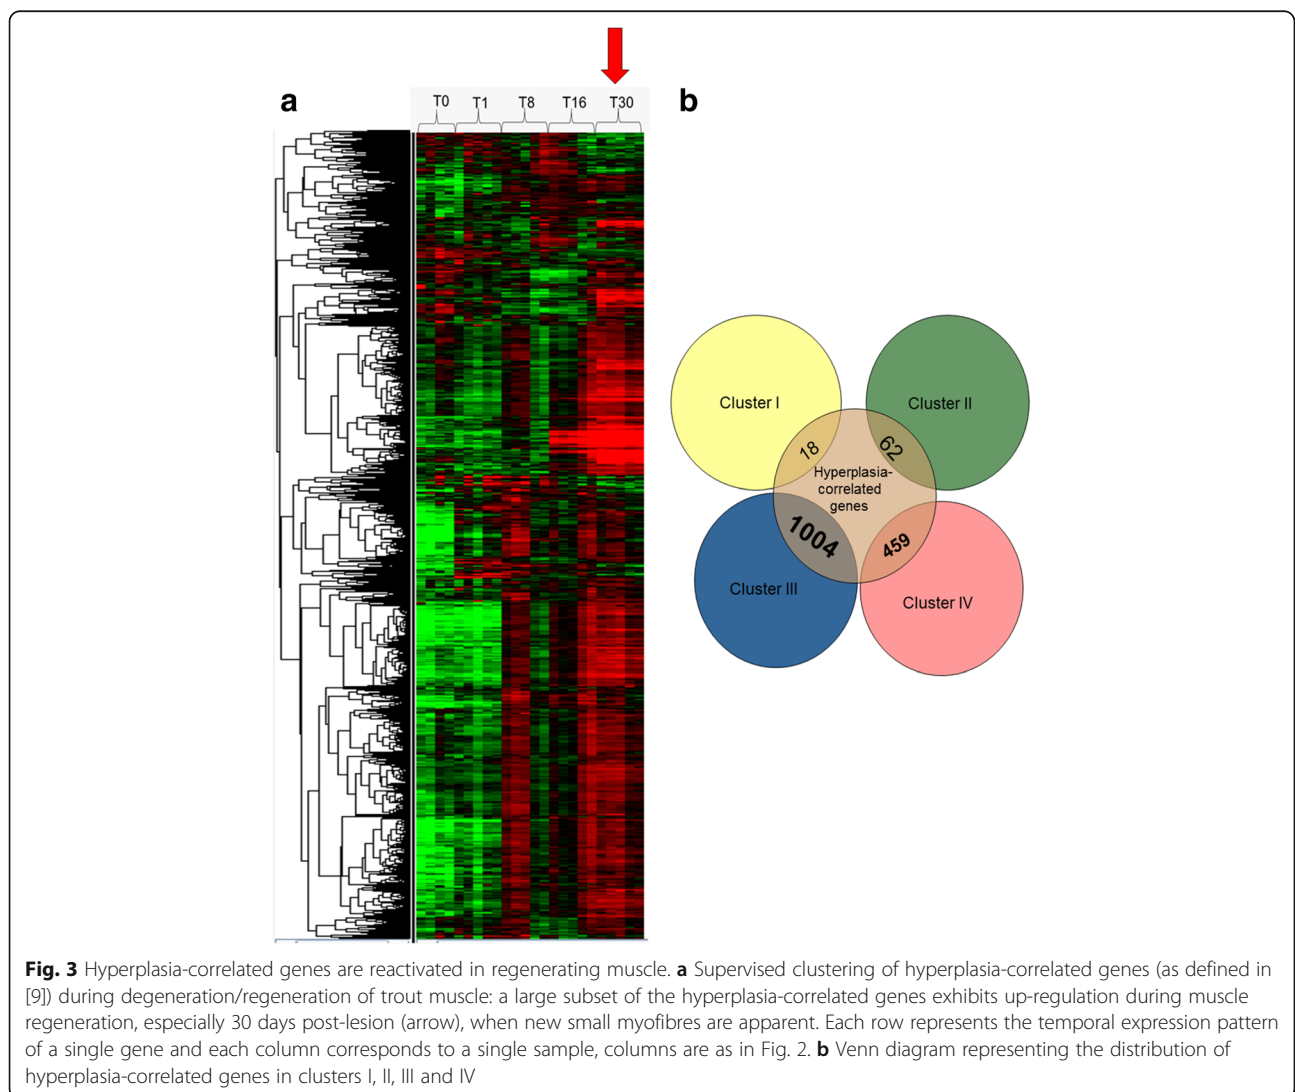 a
b
T0 T1 T8 T16 T30
Cluster I
Cluster II
18
62
Hyperplasia-
correlated
genes
1004
459
Cluster III
Cluster IV
Fig. 3 Hyperplasia-correlated genes are reactivated in regenerating muscle. a Supervised clustering of hyperplasia-correlated genes (as defined in
[9]) during degeneration/regeneration of trout muscle: a large subset of the hyperplasia-correlated genes exhibits up-regulation during muscle
regeneration, especially 30 days post-lesion (arrow), when new small myofibres are apparent. Each row represents the temporal expression pattern
of a single gene and each column corresponds to a single sample, columns are as in Fig. 2. b Venn diagram representing the distribution of
hyperplasia-correlated genes in clusters I, II, III and IV